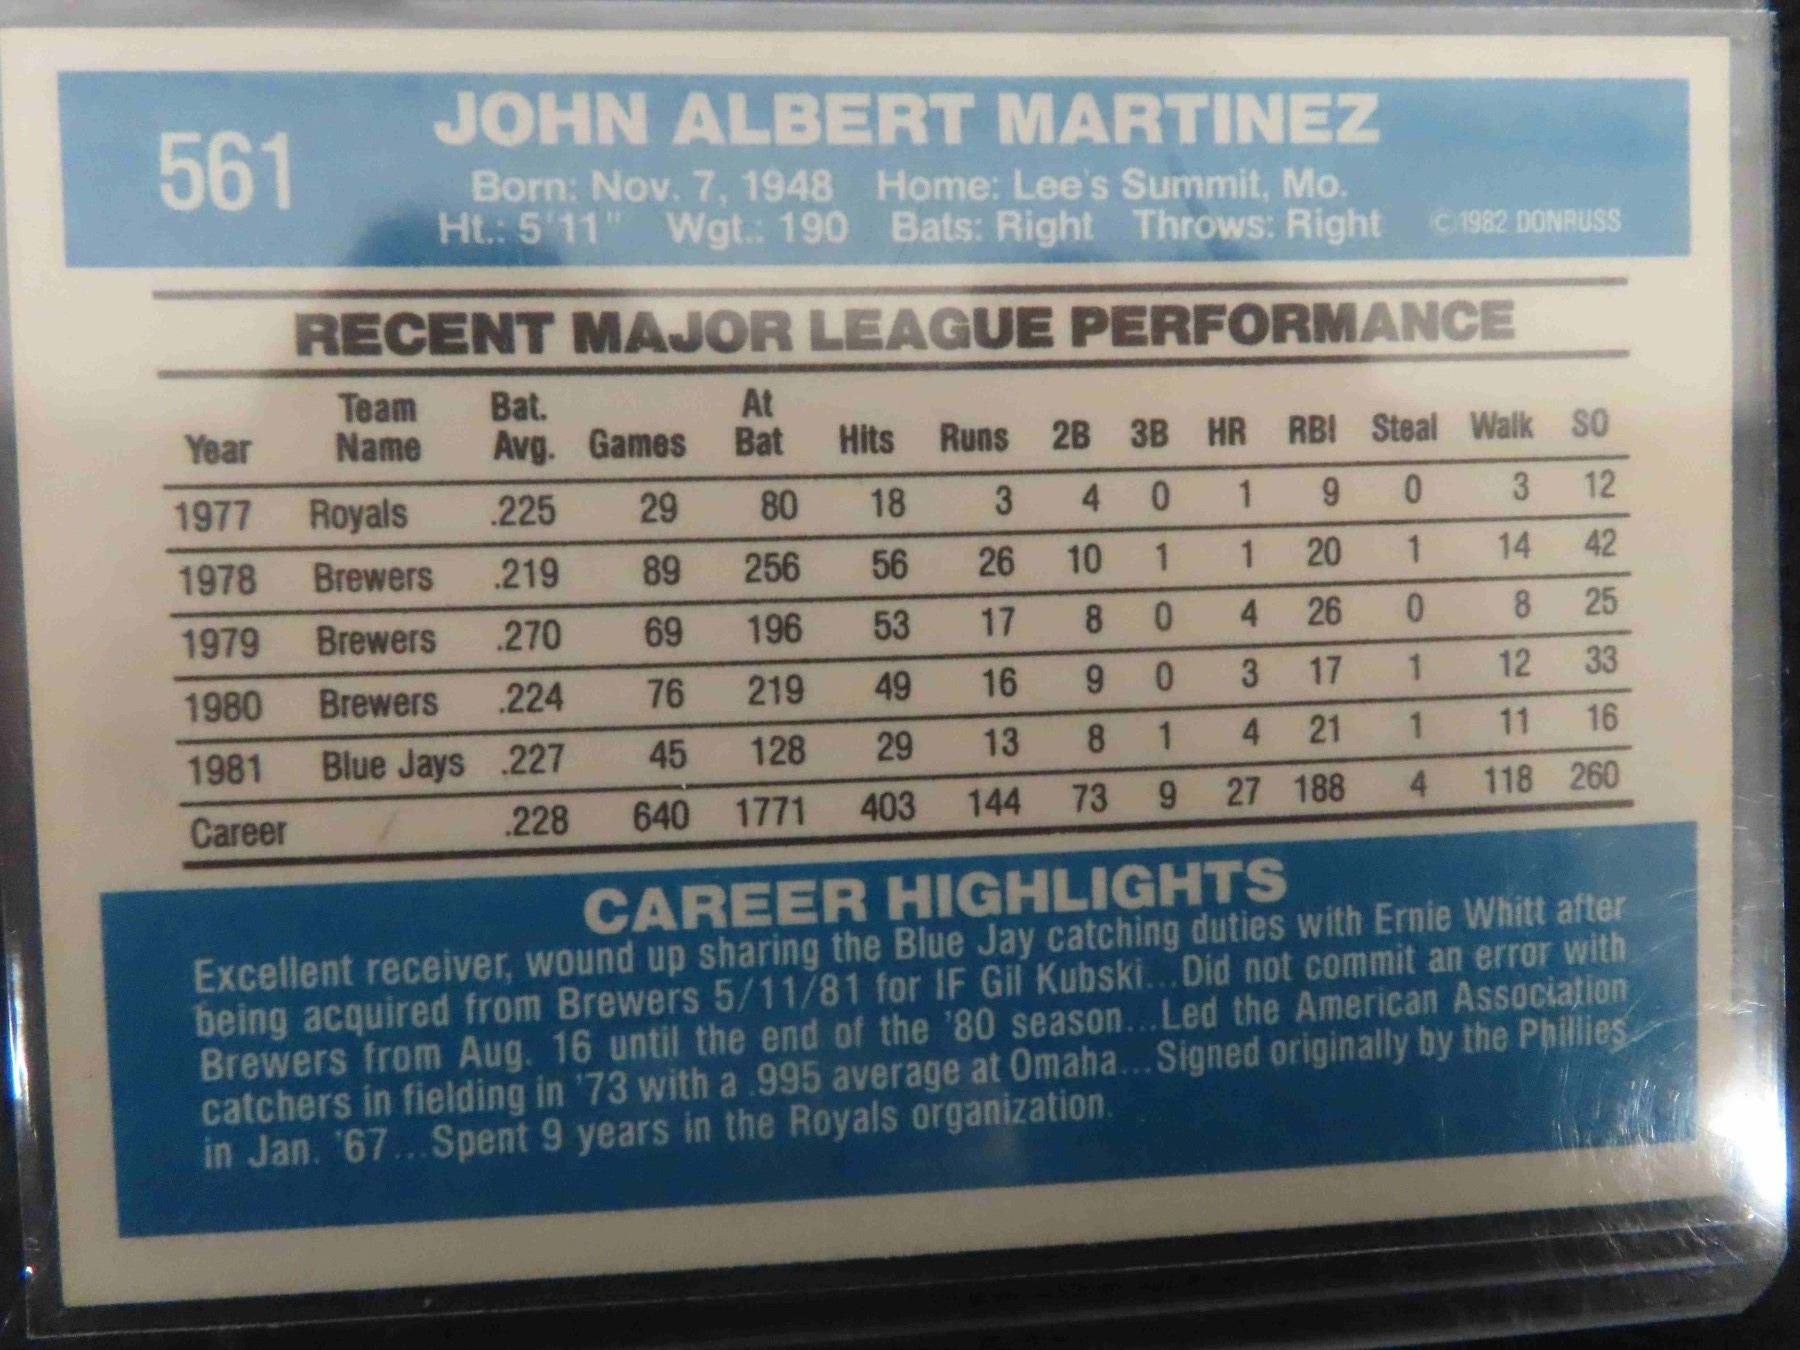 561
JOHN ALBERT MARTINEZ
Born: Nov. 7, 1948 Home: Lee's Summit, Mo.
Ht.: 5'11" Wgt.: 190 Bats: Right Throws: Right © 1982 DONRUSS
RECENT MAJOR LEAGUE PERFORMANCE
Year Team Name Bat. Avg. Games At Bat Hits Runs 2B 3B HR RBI Steal Walk SO
1977 Royals .225 29 80 18 3 4 0 1 9 0 3 12
1978 Brewers .219 89 256 56 26 10 1 1 20 1 14 42
1979 Brewers .270 69 196 53 17 8 0 4 26 0 8 25
1980 Brewers .224 76 219 49 16 9 0 3 17 1 12 33
1981 Blue Jays .227 45 128 29 13 8 1 4 21 1 11 16
Career .228 640 1771 403 144 73 9 27 188 4 118 260
CAREER HIGHLIGHTS
Excellent receiver, wound up sharing the Blue Jay catching duties with Ernie Whitt after
being acquired from Brewers 5/11/81 for IF Gil Kubski...Did not commit an error with
Brewers from Aug. 16 until the end of the '80 season...Led the American Association
catchers in fielding in '73 with a .995 average at Omaha...Signed originally by the Phillies
in Jan. '67...Spent 9 years in the Royals organization.